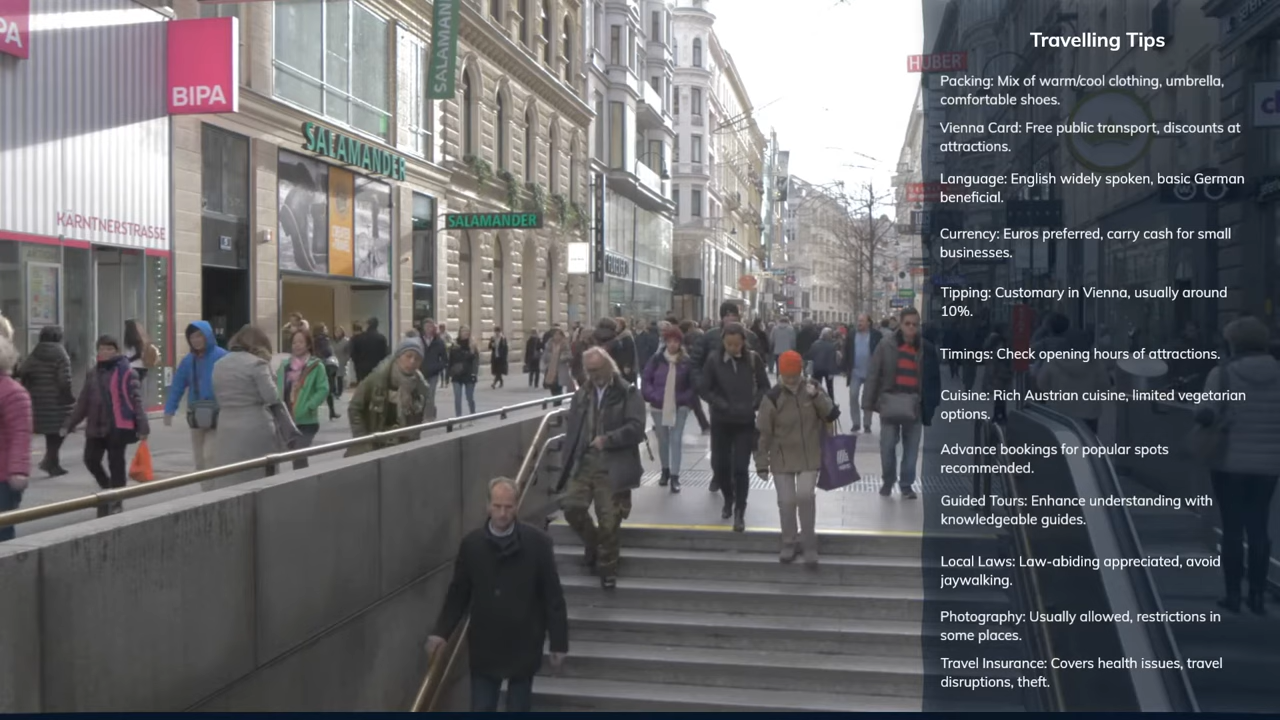 PA
BIPA
SALAMAN
SALAMANDER
SALAMANDER
KÄRNTNERSTRASSE
HUBER
Travelling Tips
Packing: Mix of warm/cool clothing, umbrella,
comfortable shoes.
Vienna Card: Free public transport, discounts at
attractions.
Language: English widely spoken, basic German
beneficial.
Currency: Euros preferred, carry cash for small
businesses.
Tipping: Customary in Vienna, usually around
10%.
Timings: Check opening hours of attractions.
Cuisine: Rich Austrian cuisine, limited vegetarian
options.
Advance bookings for popular spots
recommended.
Guided Tours: Enhance understanding with
knowledgeable guides.
Local Laws: Law-abiding appreciated, avoid
jaywalking.
Photography: Usually allowed, restrictions in
some places.
Travel Insurance: Covers health issues, travel
disruptions, theft.